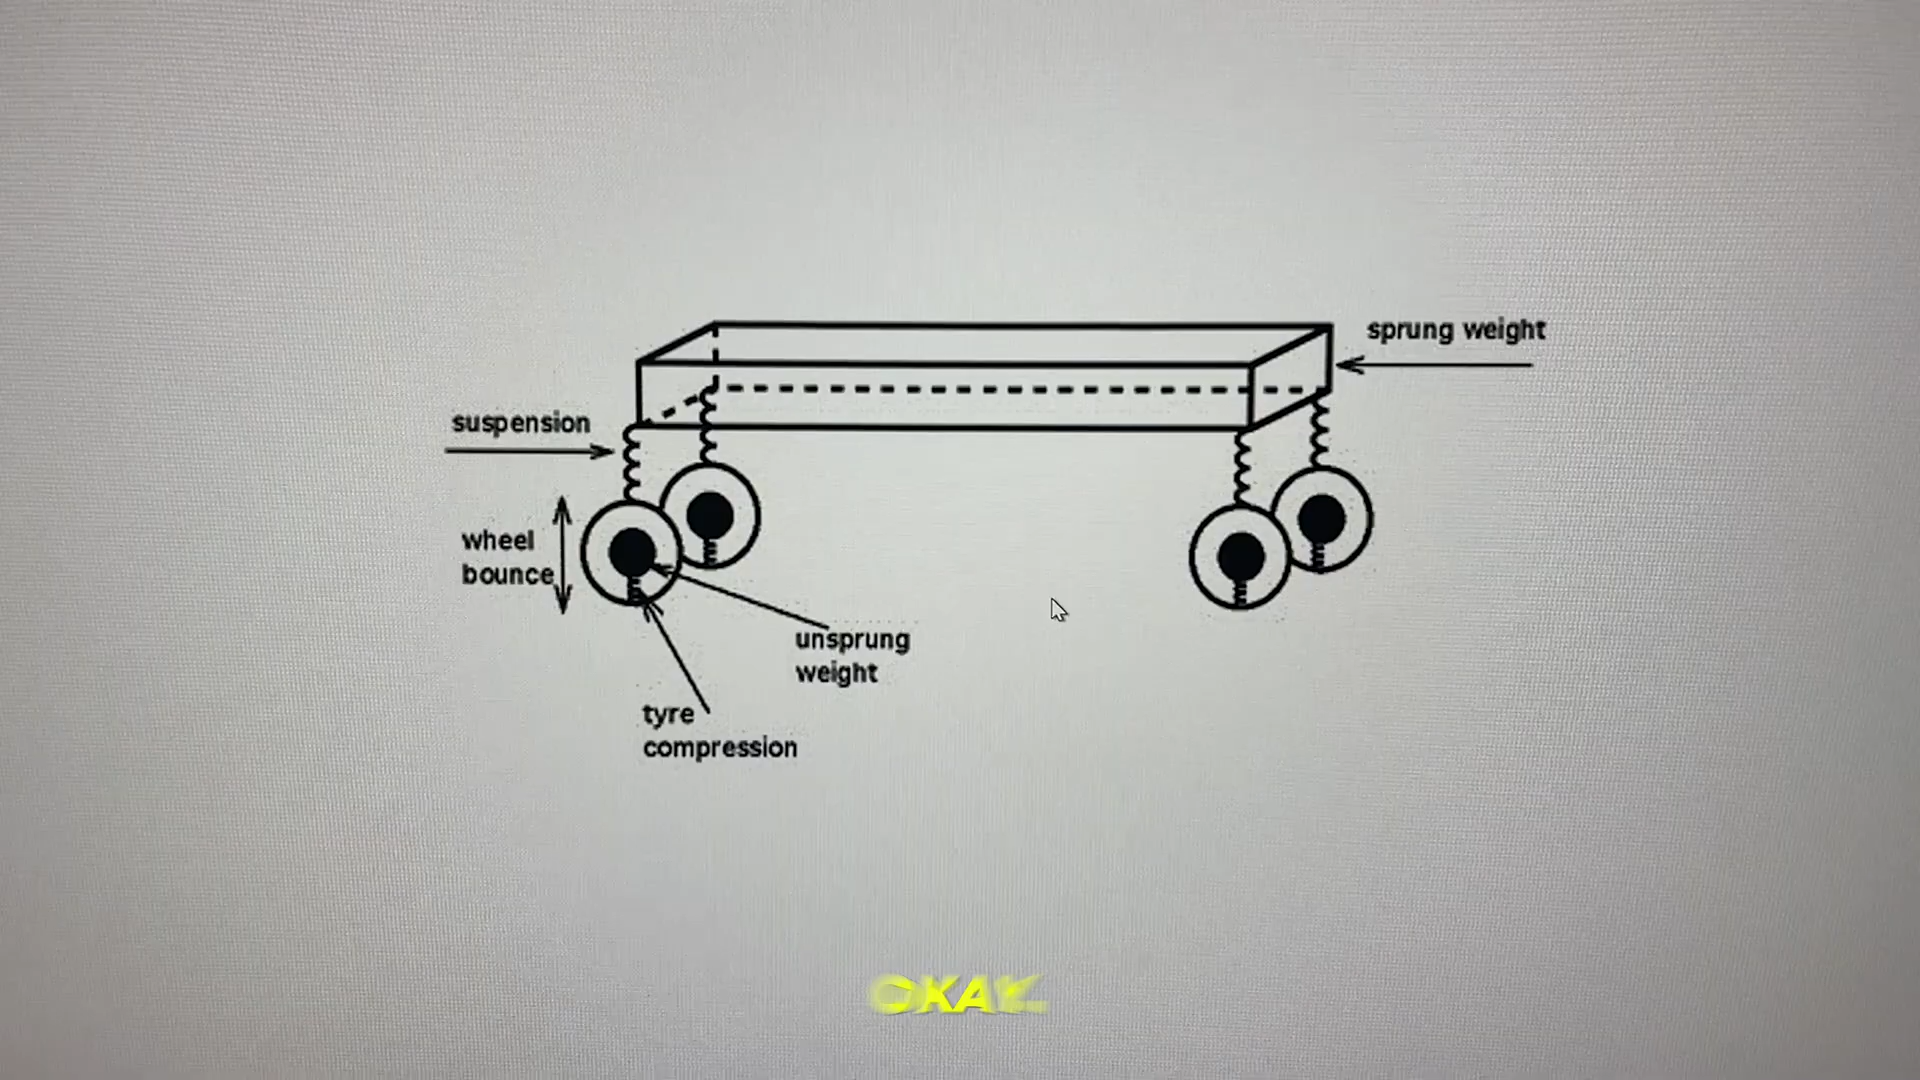 sprung weight
suspension
wheel
bounce
unsprung
weight
tyre
compression
OKAY.